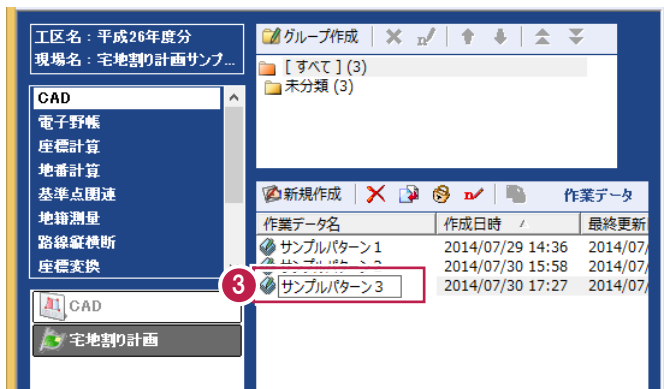 工区名：平成26年度分
現場名：宅地割り計画サンプ...
CAD
電子野帳
座標計算
地番計算
基準点関連
地籍測量
路線縦横断
座標変換
CAD
宅地割り計画
グループ作成
[ すべて ] (3)
未分類 (3)
新規作成 作業データ
作業データ名 作成日時 最終更新
サンプルパターン１ 2014/07/29 14:36 2014/07/
2014/07/30 15:58 2014/07/
3 サンプルパターン３ 2014/07/30 17:27 2014/07/